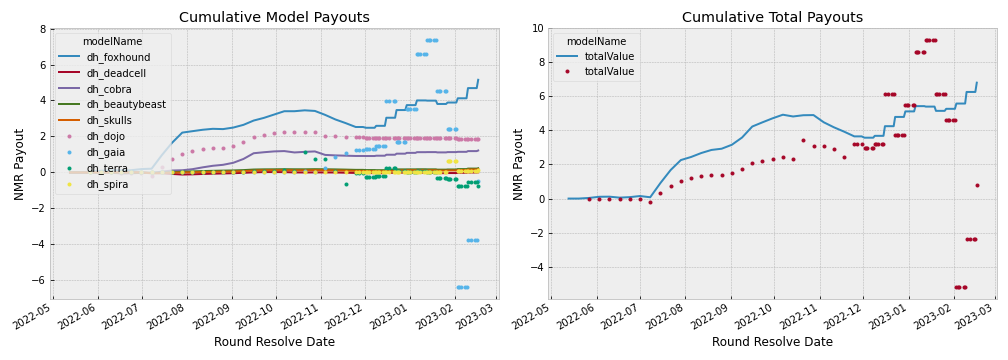 Cumulative Model Payouts
8
6
4
2
0
−2
−4
−6
NMR Payout
modelName
dh_foxhound
dh_deadcell
dh_cobra
dh_beautybeast
dh_skulls
dh_dojo
dh_gaia
dh_terra
dh_spira
2022-05
2022-06
2022-07
2022-08
2022-09
2022-10
2022-11
2022-12
2023-01
2023-02
2023-03
Round Resolve Date
Cumulative Total Payouts
10
8
6
4
2
0
−2
−4
NMR Payout
modelName
totalValue
totalValue
2022-05
2022-06
2022-07
2022-08
2022-09
2022-10
2022-11
2022-12
2023-01
2023-02
2023-03
Round Resolve Date